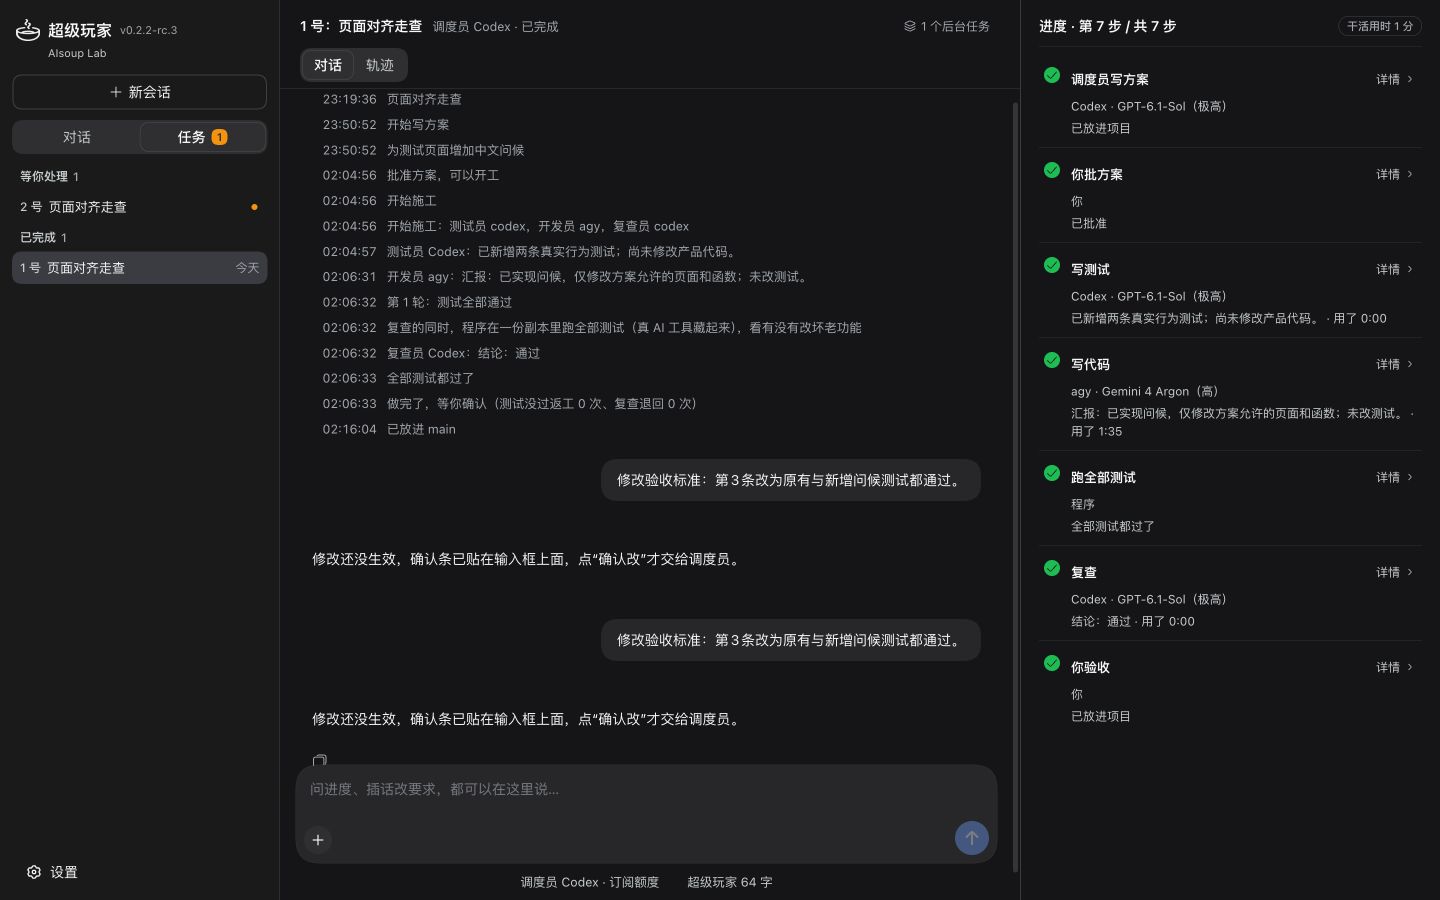 超级玩家 v0.2.2-rc.3
AIsoup Lab
新会话
对话 任务 1
等你处理 1
2 号 页面对齐走查
已完成 1
1 号 页面对齐走查 今天
设置
1 号：页面对齐走查 调度员 Codex · 已完成 1 个后台任务
对话 轨迹
23:19:36 页面对齐走查
23:50:52 开始写方案
23:50:52 为测试页面增加中文问候
02:04:56 批准方案，可以开工
02:04:56 开始施工
02:04:56 开始施工：测试员 codex，开发员 agy，复查员 codex
02:04:57 测试员 Codex：已新增两条真实行为测试；尚未修改产品代码。
02:06:31 开发员 agy：汇报：已实现问候，仅修改方案允许的页面和函数；未改测试。
02:06:32 第 1 轮：测试全部通过
02:06:32 复查的同时，程序在一份副本里跑全部测试（真 AI 工具藏起来），看有没有改坏老功能
02:06:32 复查员 Codex：结论：通过
02:06:33 全部测试都过了
02:06:33 做完了，等你确认（测试没过返工 0 次、复查退回 0 次）
02:16:04 已放进 main
修改验收标准：第3条改为原有与新增问候测试都通过。
修改还没生效，确认条已贴在输入框上面，点“确认改”才交给调度员。
修改验收标准：第3条改为原有与新增问候测试都通过。
修改还没生效，确认条已贴在输入框上面，点“确认改”才交给调度员。
问进度、插话改要求，都可以在这里说...
调度员 Codex · 订阅额度 超级玩家 64 字
进度 · 第 7 步 / 共 7 步 干活用时 1 分
调度员写方案 详情
Codex · GPT-6.1-Sol（极高）
已放进项目
你批方案 详情
你
已批准
写测试 详情
Codex · GPT-6.1-Sol（极高）
已新增两条真实行为测试；尚未修改产品代码。 · 用了 0:00
写代码 详情
agy · Gemini 4 Argon（高）
汇报：已实现问候，仅修改方案允许的页面和函数；未改测试。 ·
用了 1:35
跑全部测试 详情
程序
全部测试都过了
复查 详情
Codex · GPT-6.1-Sol（极高）
结论：通过 · 用了 0:00
你验收 详情
你
已放进项目